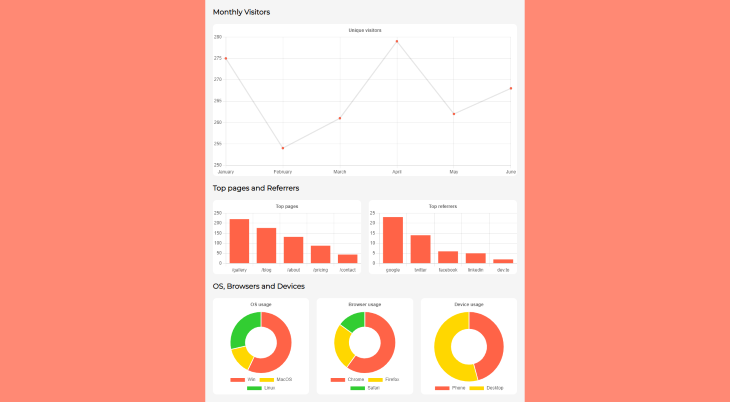 Monthly Visitors
Unique visitors
280
275
270
265
260
255
250
January February March April May June
Top pages and Referrers
Top pages
250
200
150
100
50
0
/gallery /blog /about /pricing /contact
Top referrers
25
20
15
10
5
0
google twitter facebook linkedin dev.to
OS, Browsers and Devices
OS usage
Win MacOS
Linux
Browser usage
Chrome Firefox
Safari
Device usage
Phone Desktop